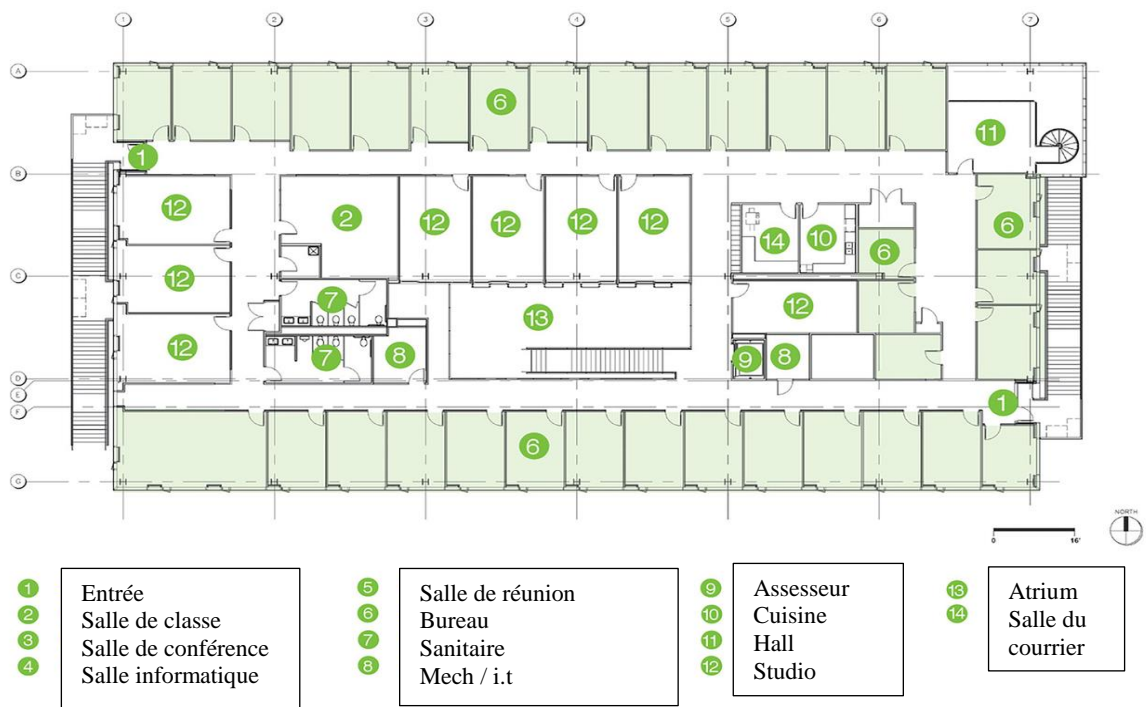 1 2 3 4 5 6 7
A
6
11
1
B
12 2 12 12 12 12 14 10 6 6
C
12 7 13 12
12 7 8 9 8
D
E
F
1
6
G
NORTH
0 16'
1 Entrée
2 Salle de classe
3 Salle de conférence
4 Salle informatique
5 Salle de réunion
6 Bureau
7 Sanitaire
8 Mech / i.t
9 Assesseur
10 Cuisine
11 Hall
12 Studio
13 Atrium
14 Salle du
courrier